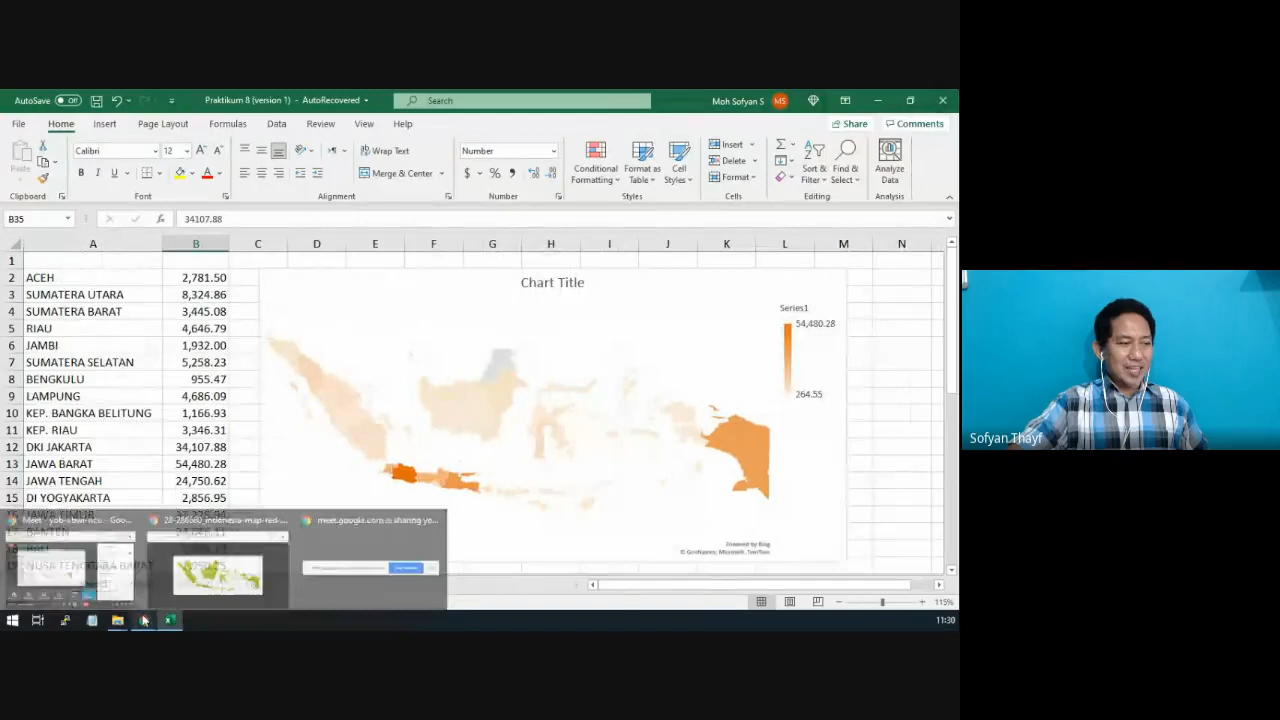 AutoSave Off
Praktikum 8 (version 1) - AutoRecovered
Search
Moh Sofyan S
MS
File Home Insert Page Layout Formulas Data Review View Help
Share Comments
Calibri 12
Wrap Text
Merge & Center
Number
Conditional Formatting
Format as Table
Cell Styles
Insert
Delete
Format
Sort & Filter
Find & Select
Analyze Data
Paste
Clipboard Font Alignment Number Styles Cells Editing Analysis
B35 fx 34107.88
A B C D E F G H I J K L M N
1
2 ACEH 2,781.50
3 SUMATERA UTARA 8,324.86
4 SUMATERA BARAT 3,445.08
5 RIAU 4,646.79
6 JAMBI 1,932.00
7 SUMATERA SELATAN 5,258.23
8 BENGKULU 955.47
9 LAMPUNG 4,686.09
10 KEP. BANGKA BELITUNG 1,166.93
11 KEP. RIAU 3,346.31
12 DKI JAKARTA 34,107.88
13 JAWA BARAT 54,480.28
14 JAWA TENGAH 24,750.62
15 DI YOGYAKARTA 2,856.95
Chart Title
Series1
54,480.28
264.55
Powered by Bing
© GeoNames, Microsoft, TomTom
meet.google.com is sharing yo...
115%
11:30
Sofyan Thayf